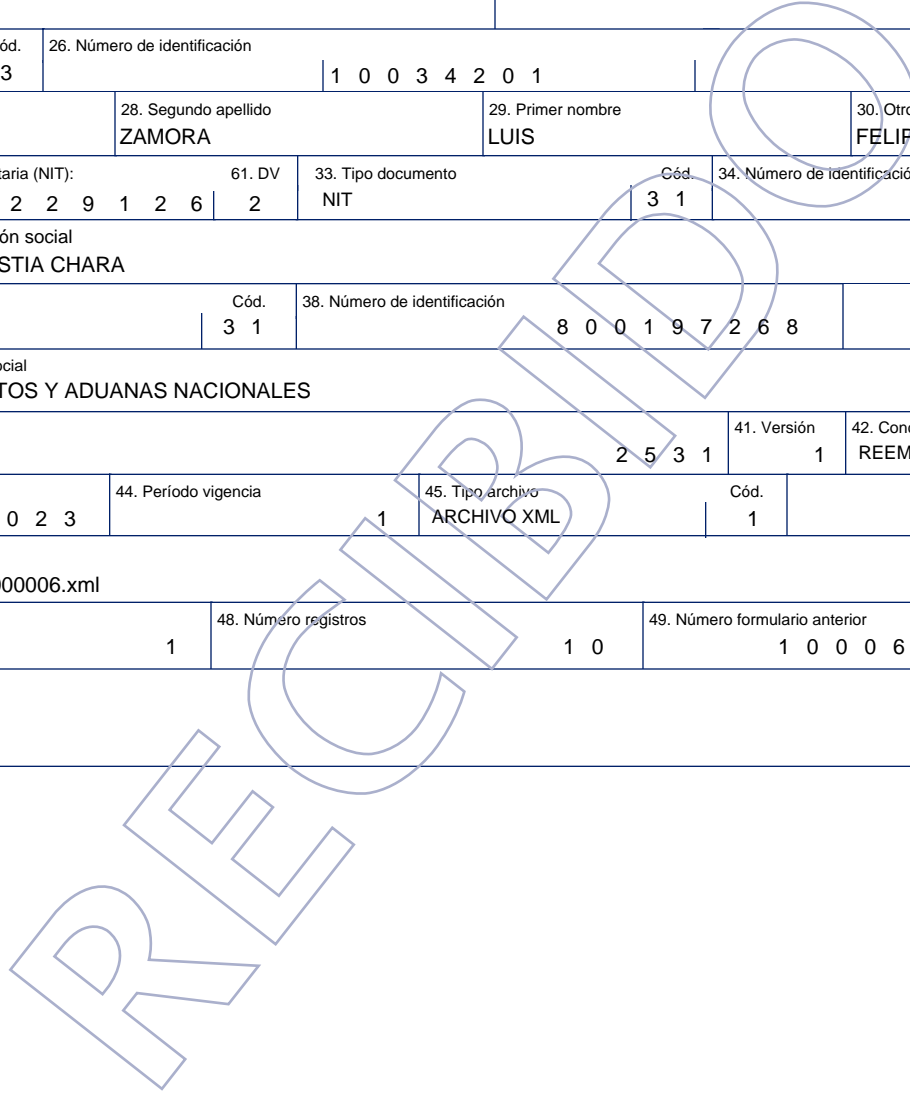 ód. 26. Número de identificación
3 1 0 0 3 4 2 0 1
28. Segundo apellido 29. Primer nombre 30. Otro
ZAMORA LUIS FELIP
taria (NIT): 61. DV 33. Tipo documento Cód. 34. Número de identificació
2 2 9 1 2 6 2 NIT 3 1
ón social
STIA CHARA
Cód. 38. Número de identificación
3 1 8 0 0 1 9 7 2 6 8
ocial
TOS Y ADUANAS NACIONALES
41. Versión 42. Conc
2 5 3 1 1 REEM
44. Período vigencia 45. Tipo archivo Cód.
0 2 3 1 ARCHIVO XML 1
000006.xml
48. Número registros 49. Número formulario anterior
1 1 0 1 0 0 0 6
RECIBIDO